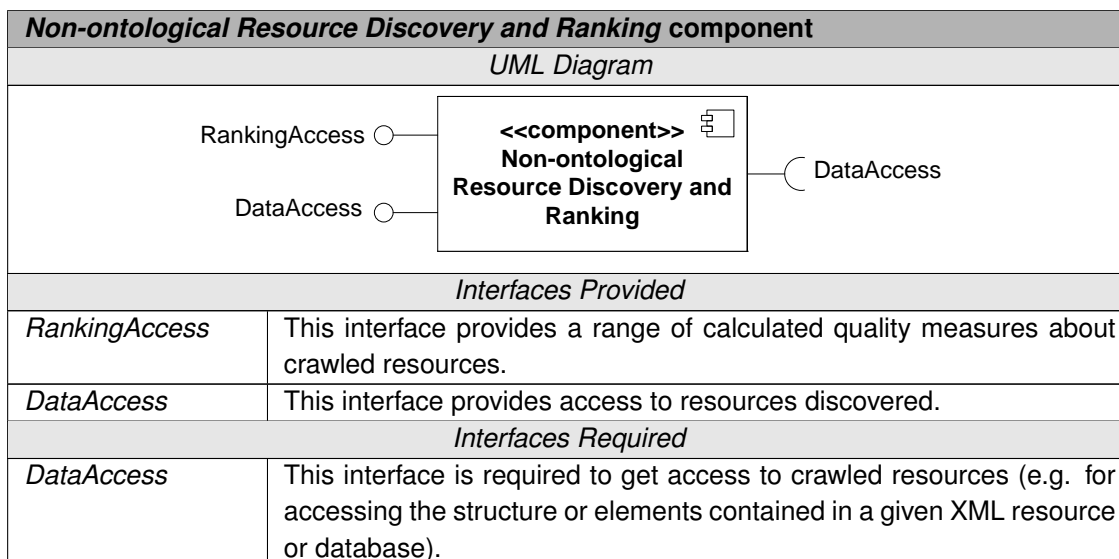 Non-ontological Resource Discovery and Ranking component
UML Diagram
RankingAccess
DataAccess
<<component>>
Non-ontological
Resource Discovery and
Ranking
DataAccess
Interfaces Provided
RankingAccess This interface provides a range of calculated quality measures about
crawled resources.
DataAccess This interface provides access to resources discovered.
Interfaces Required
DataAccess This interface is required to get access to crawled resources (e.g. for
accessing the structure or elements contained in a given XML resource
or database).